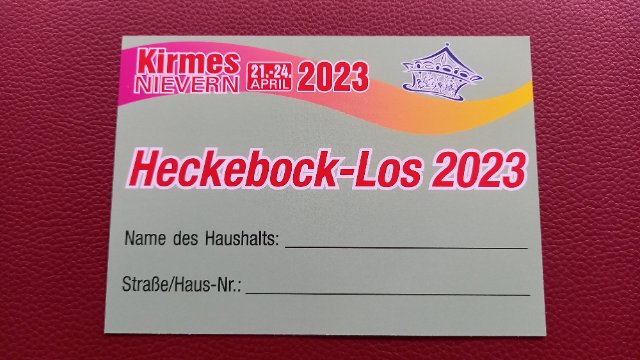 Kirmes
NIEVERN
21.-24.
APRIL
2023
Heckebock-Los 2023
Name des Haushalts:
Straße/Haus-Nr.: